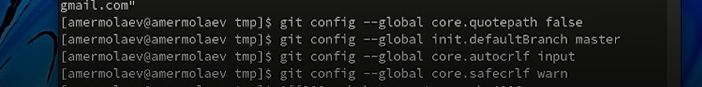 gmail.com"
[amermolaev@amermolaev tmp]$ git config --global core.quotepath false
[amermolaev@amermolaev tmp]$ git config --global init.defaultBranch master
[amermolaev@amermolaev tmp]$ git config --global core.autocrlf input
[amermolaev@amermolaev tmp]$ git config --global core.safecrlf warn